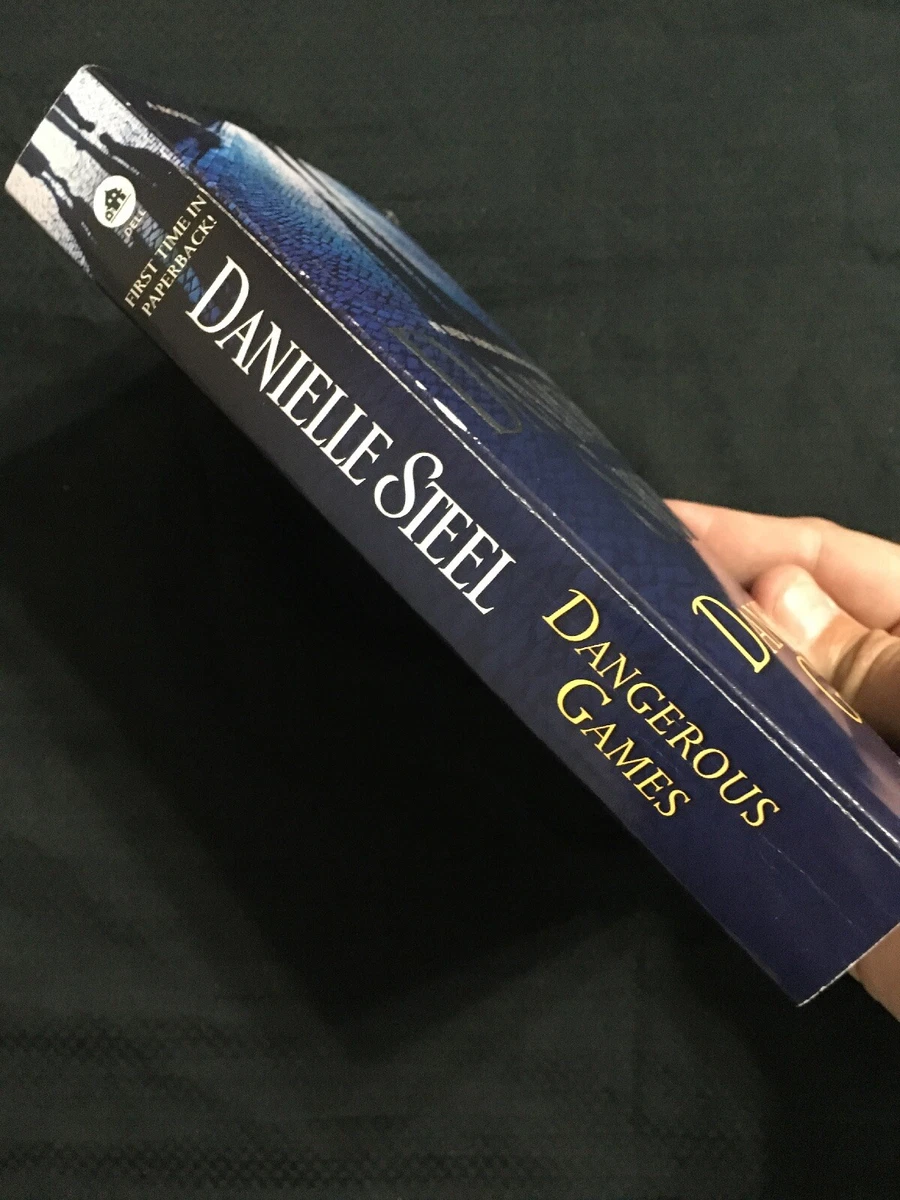 DELL
FIRST TIME IN
PAPERBACK!
DANIELLE STEEL
DANGEROUS
GAMES